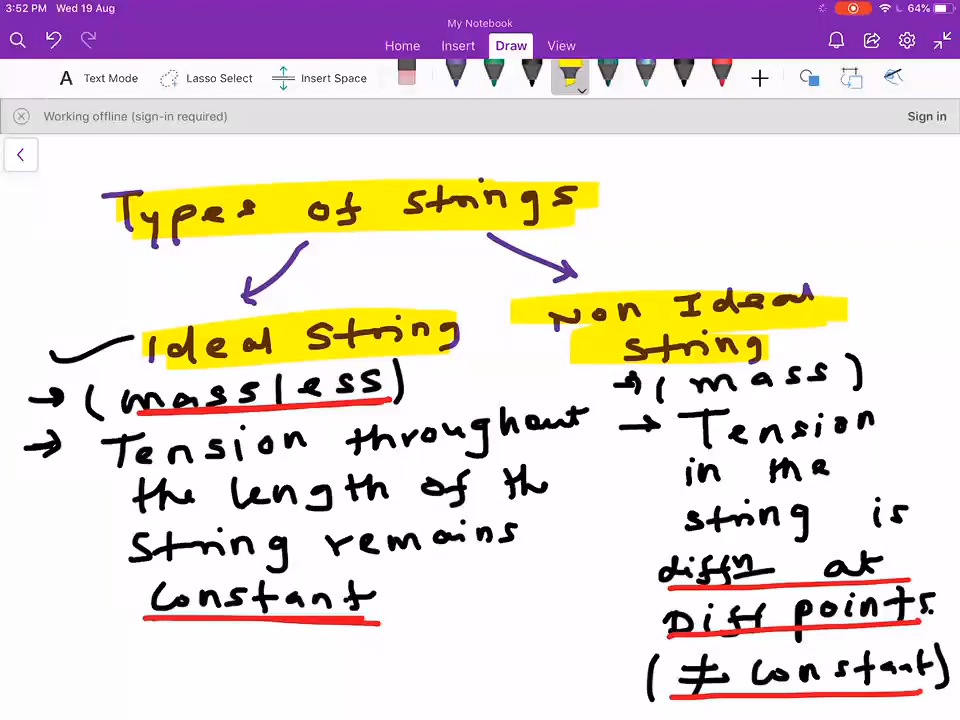 3:52 PM Wed 19 Aug
64%
My Notebook
Home Insert Draw View
A Text Mode Lasso Select Insert Space
Working offline (sign-in required) Sign in
Types of strings
Ideal string
(massless)
Tension throughout
the length of the
string remains
constant
Non Ideal
string
(mass)
Tension
in the
string is
diffn at
Diff points.
(≠ constant)